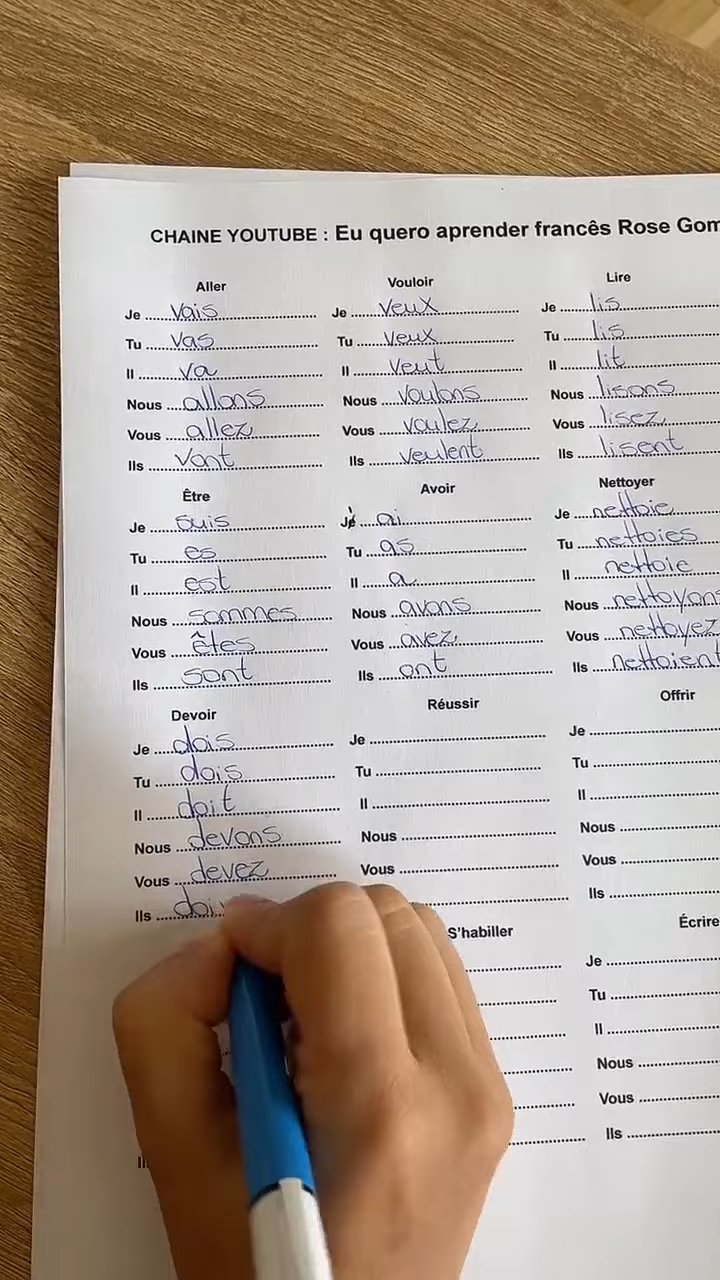 CHAINE YOUTUBE : Eu quero aprender francês Rose Gom
Aller Vouloir Lire
Je vais Je veux Je lis
Tu vas Tu veux Tu lis
Il va Il veut Il lit
Nous allons Nous voulons Nous lisons
Vous allez Vous voulez Vous lisez
Ils vont Ils veulent Ils lisent
Être Avoir Nettoyer
Je suis J' ai Je nettoie
Tu es Tu as Tu nettoies
Il est Il a Il nettoie
Nous sommes Nous avons Nous nettoyons
Vous êtes Vous avez Vous nettoyez
Ils sont Ils ont Ils nettoient
Devoir Réussir Offrir
Je dois Je Je
Tu dois Tu Tu
Il doit Il Il
Nous devons Nous Nous
Vous devez Vous Vous
Ils doi Ils
S'habiller Écrire
Je
Tu
Il
Nous
Vous
Ils